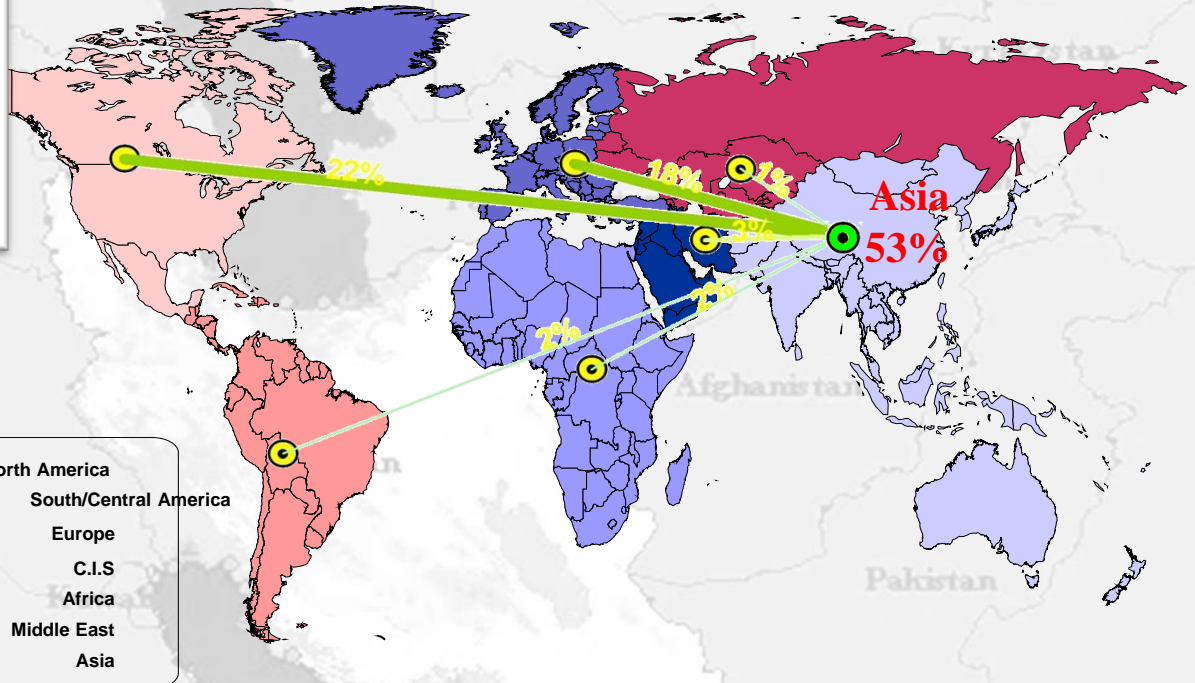 Kyrgyzstan
22%
18%
1%
Asia
53%
3%
2%
2%
Afghanistan
orth America
South/Central America
Europe
C.I.S
Africa
Middle East
Asia
Pakistan